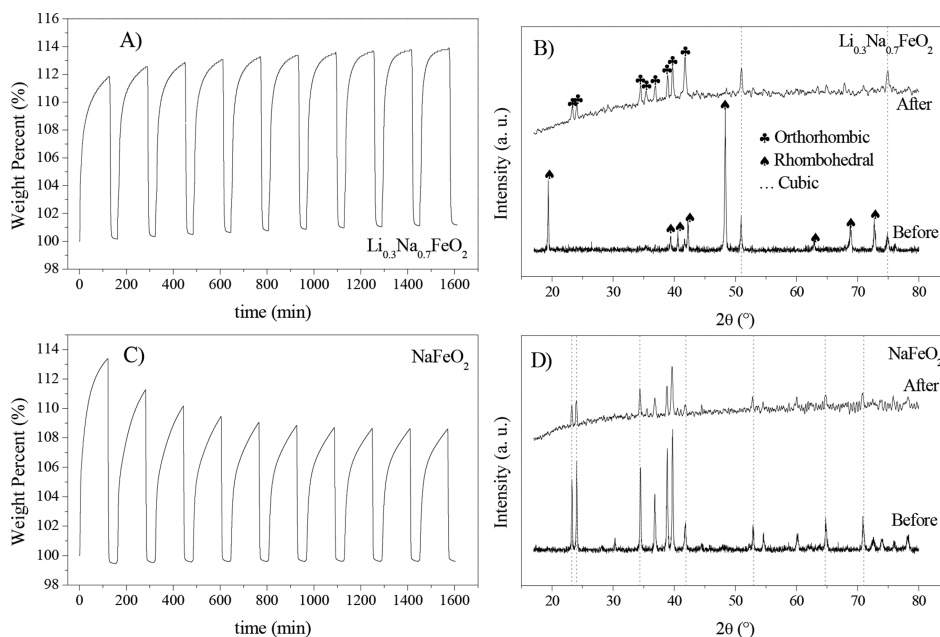 A)
116
114
112
110
108
106
104
102
100
98
Weight Percent (%)
Li0.3Na0.7FeO2
0 200 400 600 800 1000 1200 1400 1600
time (min)
B)
Li0.3Na0.7FeO2
After
♣ Orthorhombic
♠ Rhombohedral
... Cubic
Before
Intensity (a. u.)
20 30 40 50 60 70 80
2θ (°)
C)
NaFeO2
114
112
110
108
106
104
102
100
98
Weight Percent (%)
0 200 400 600 800 1000 1200 1400 1600
time (min)
D)
NaFeO2
After
Before
Intensity (a. u.)
20 30 40 50 60 70 80
2θ (°)